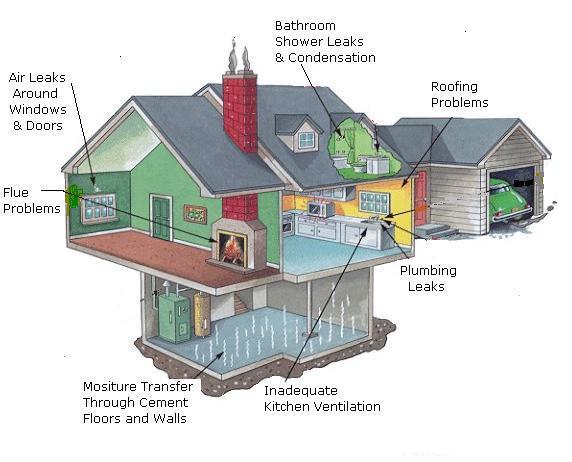 Bathroom
Shower Leaks
& Condensation
Air Leaks
Around
Windows
& Doors
Roofing
Problems
Flue
Problems
Plumbing
Leaks
Mositure Transfer
Through Cement
Floors and Walls
Inadequate
Kitchen Ventilation